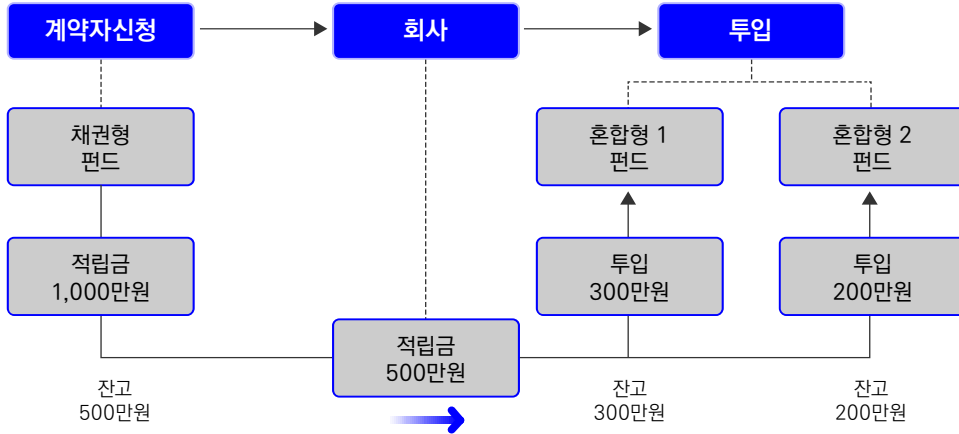 계약자신청
회사
투입
채권형
펀드
혼합형 1
펀드
혼합형 2
펀드
적립금
1,000만원
투입
300만원
투입
200만원
적립금
500만원
잔고
500만원
잔고
300만원
잔고
200만원